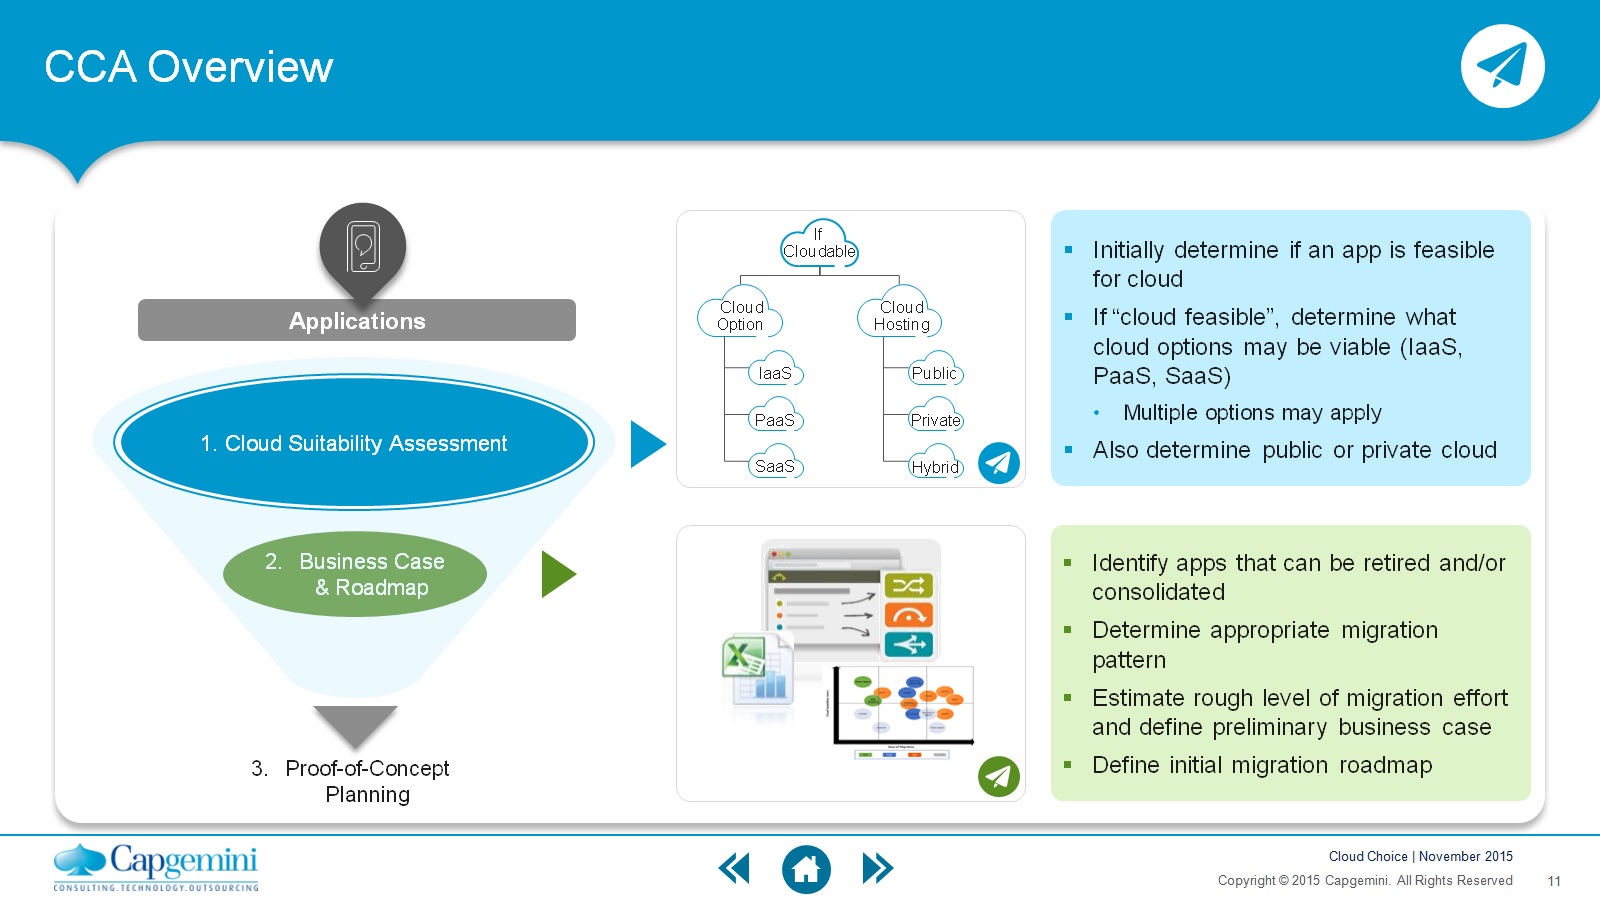 CCA Overview
Applications
1. Cloud Suitability Assessment
2. Business Case
& Roadmap
3. Proof-of-Concept
Planning
If
Cloudable
Cloud
Option
IaaS
PaaS
SaaS
Cloud
Hosting
Public
Private
Hybrid
▪ Initially determine if an app is feasible
for cloud
▪ If “cloud feasible”, determine what
cloud options may be viable (IaaS,
PaaS, SaaS)
• Multiple options may apply
▪ Also determine public or private cloud
▪ Identify apps that can be retired and/or
consolidated
▪ Determine appropriate migration
pattern
▪ Estimate rough level of migration effort
and define preliminary business case
▪ Define initial migration roadmap
Capgemini
CONSULTING.TECHNOLOGY.OUTSOURCING
Cloud Choice | November 2015
Copyright © 2015 Capgemini. All Rights Reserved
11